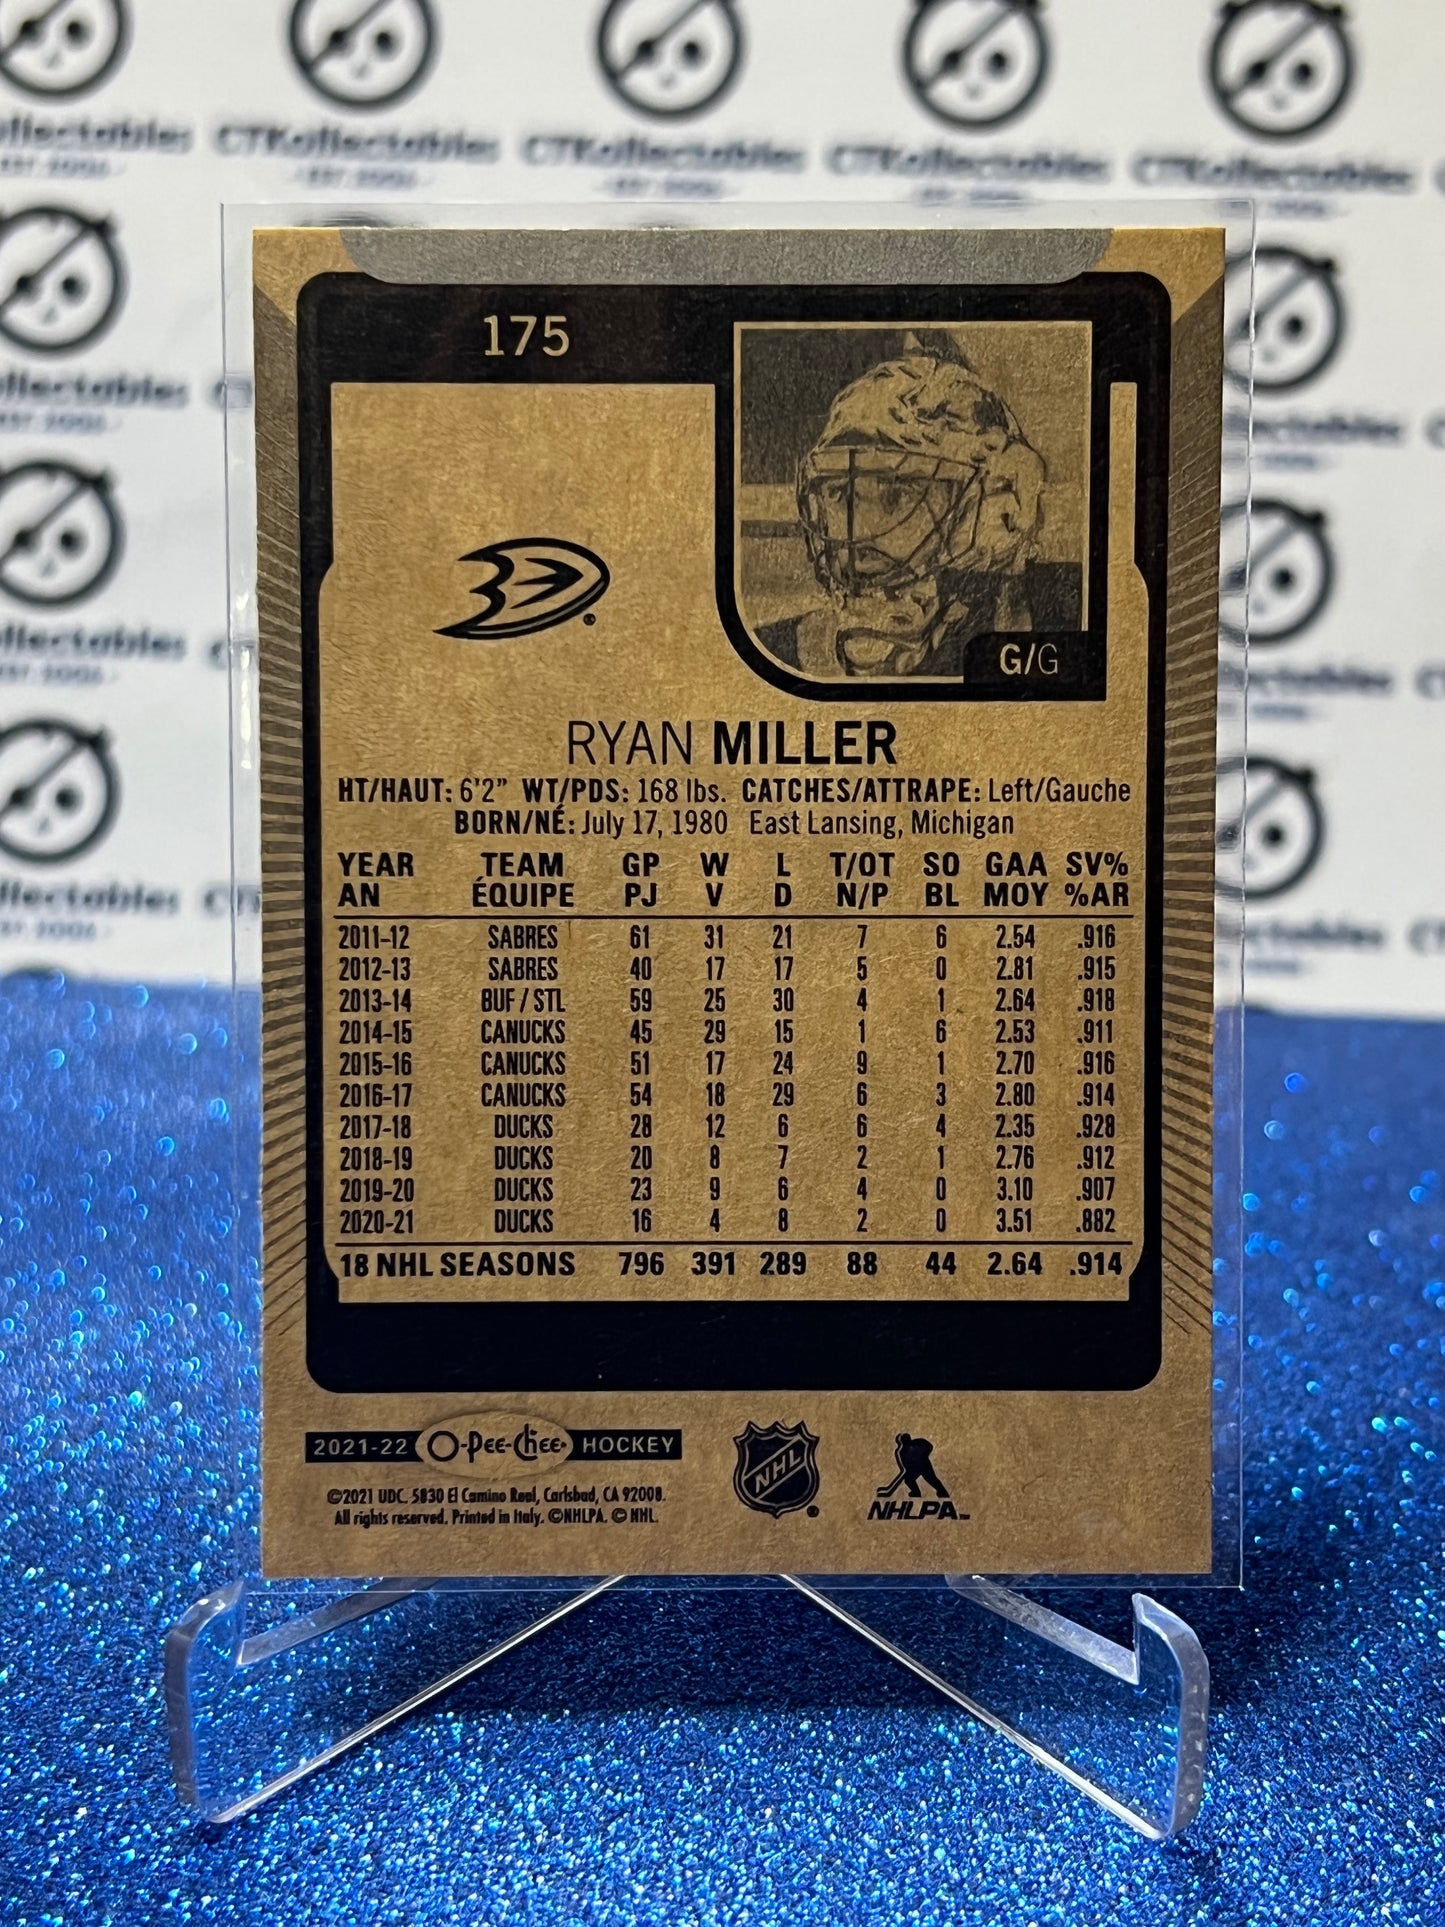 CTKollectables CTKollectables CTKollectables CTKollectables
175
G/G
RYAN MILLER
HT/HAUT: 6'2" WT/PDS: 168 lbs. CATCHES/ATTRAPE: Left/Gauche
BORN/NÉ: July 17, 1980 East Lansing, Michigan
YEAR TEAM GP W L T/OT SO GAA SV%
AN ÉQUIPE PJ V D N/P BL MOY %AR
2011-12 SABRES 61 31 21 7 6 2.54 .916
2012-13 SABRES 40 17 17 5 0 2.81 .915
2013-14 BUF / STL 59 25 30 4 1 2.64 .918
2014-15 CANUCKS 45 29 15 1 6 2.53 .911
2015-16 CANUCKS 51 17 24 9 1 2.70 .916
2016-17 CANUCKS 54 18 29 6 3 2.80 .914
2017-18 DUCKS 28 12 6 6 4 2.35 .928
2018-19 DUCKS 20 8 7 2 1 2.76 .912
2019-20 DUCKS 23 9 6 4 0 3.10 .907
2020-21 DUCKS 16 4 8 2 0 3.51 .882
18 NHL SEASONS 796 391 289 88 44 2.64 .914
2021-22 O-Pee-Chee HOCKEY
©2021 UDC. 5830 El Camino Real, Carlsbad, CA 92008.
All rights reserved. Printed in Italy. ©NHLPA. © NHL.
NHL ®
NHLPA™